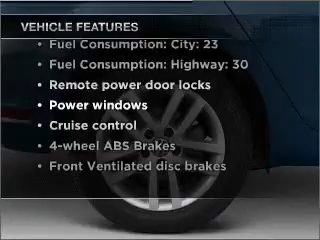 VEHICLE FEATURES
• Fuel Consumption: City: 23
• Fuel Consumption: Highway: 30
• Remote power door locks
• Power windows
• Cruise control
• 4-wheel ABS Brakes
• Front Ventilated disc brakes